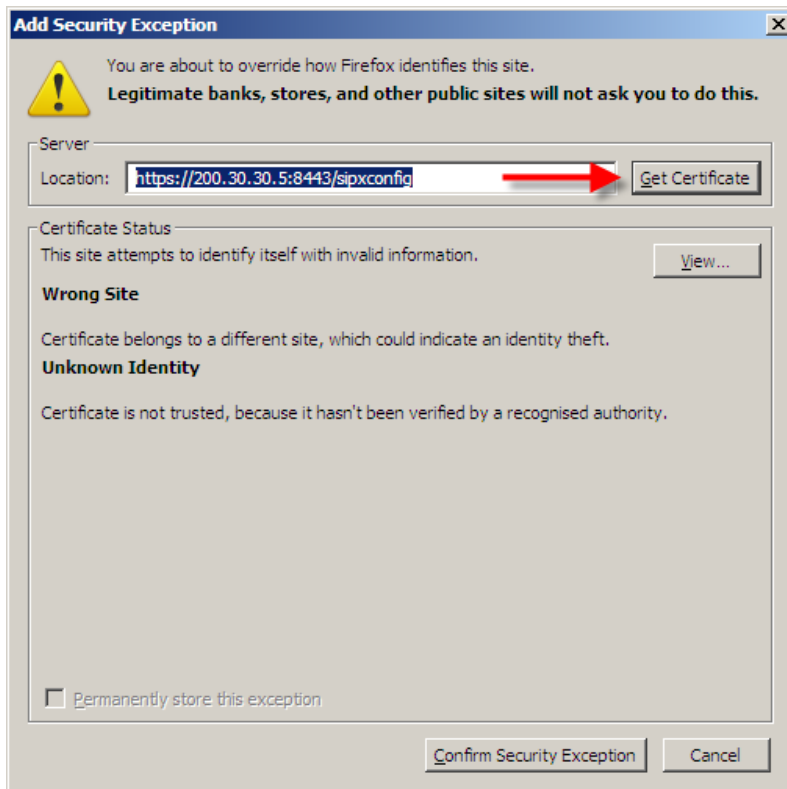 Add Security Exception
You are about to override how Firefox identifies this site.
Legitimate banks, stores, and other public sites will not ask you to do this.
Server
Location: https://200.30.30.5:8443/sipxconfig Get Certificate
Certificate Status
This site attempts to identify itself with invalid information. View...
Wrong Site
Certificate belongs to a different site, which could indicate an identity theft.
Unknown Identity
Certificate is not trusted, because it hasn't been verified by a recognised authority.
Permanently store this exception
Confirm Security Exception Cancel